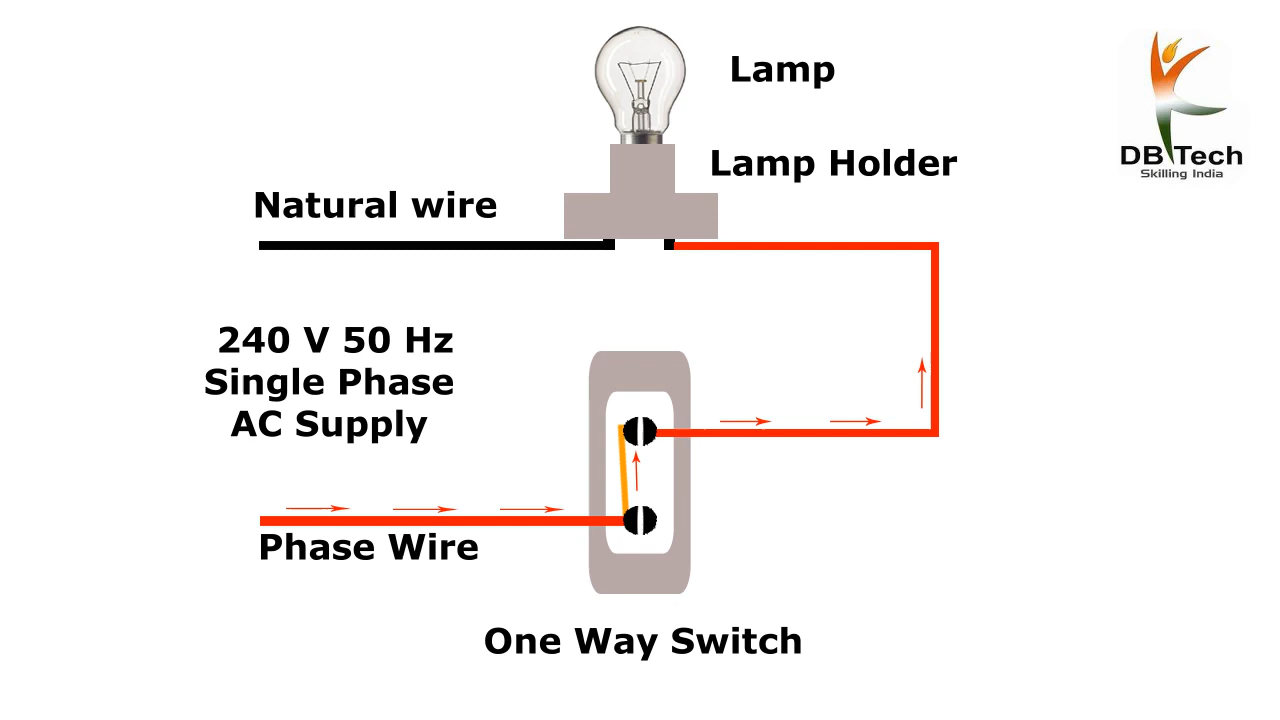 Lamp
DB Tech
Skilling India
Lamp Holder
Natural wire
240 V 50 Hz
Single Phase
AC Supply
Phase Wire
One Way Switch